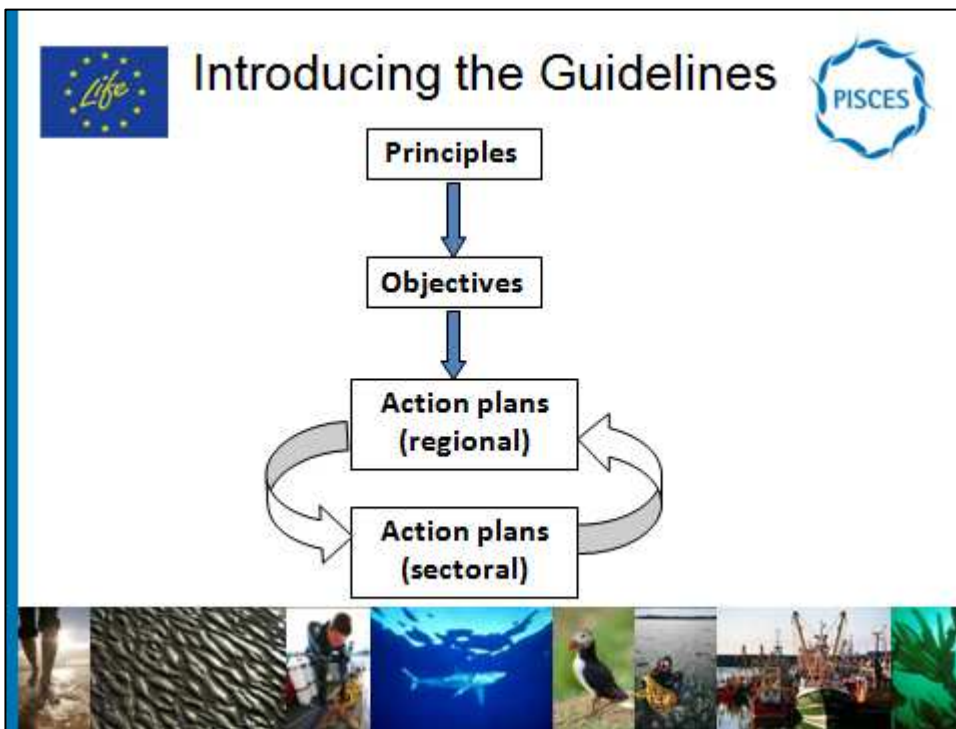 Life
Introducing the Guidelines
PISCES
Principles
Objectives
Action plans
(regional)
Action plans
(sectoral)